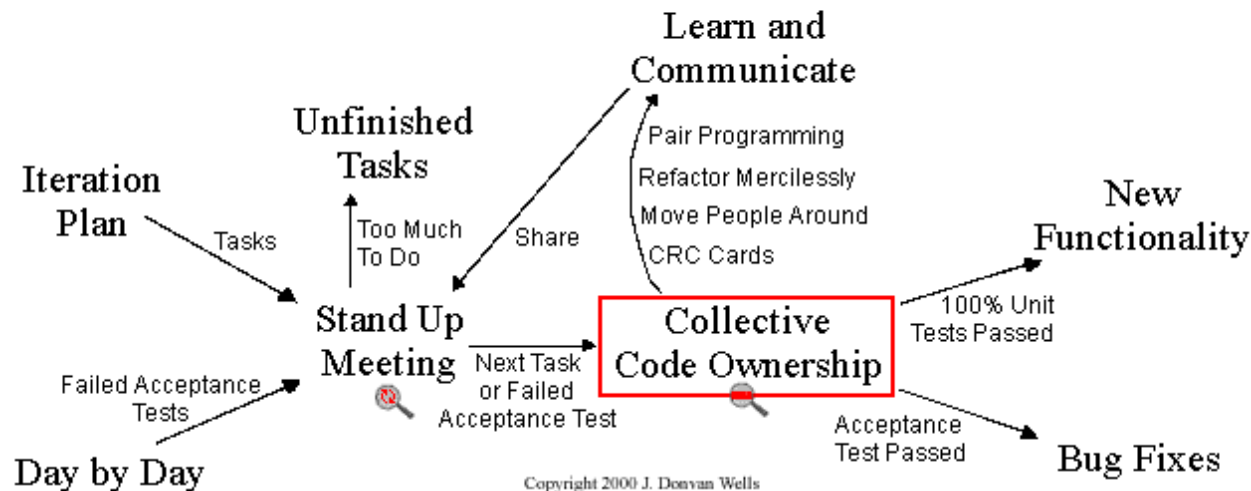 Learn and
Communicate
Unfinished
Tasks
Pair Programming
Refactor Mercilessly
Move People Around
CRC Cards
Iteration
Plan
Tasks
Too Much
To Do
Share
New
Functionality
Stand Up
Meeting
Next Task
or Failed
Acceptance Test
Collective
Code Ownership
100% Unit
Tests Passed
Failed Acceptance
Tests
Day by Day
Acceptance
Test Passed
Bug Fixes
Copyright 2000 J. Donvan Wells